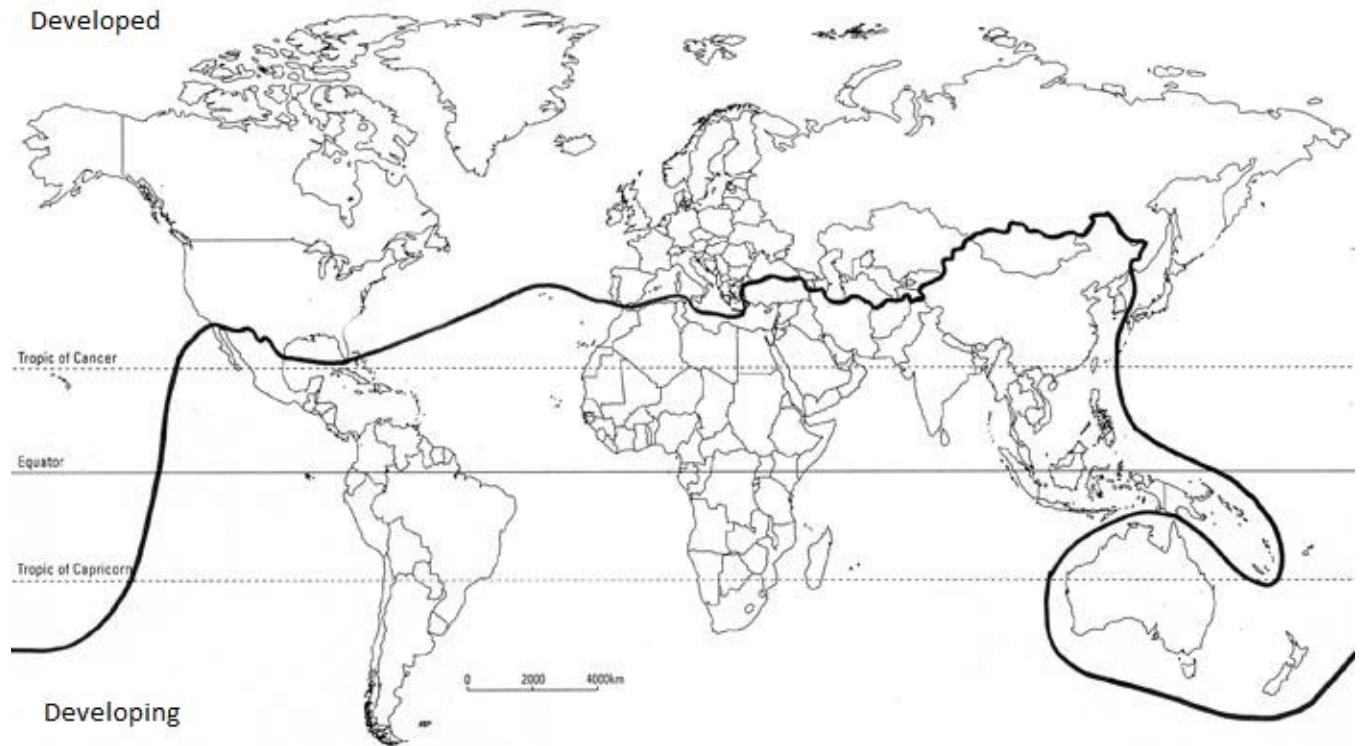 Developed
Tropic of Cancer
Equator
Tropic of Capricorn
0 2000 4000km
Developing